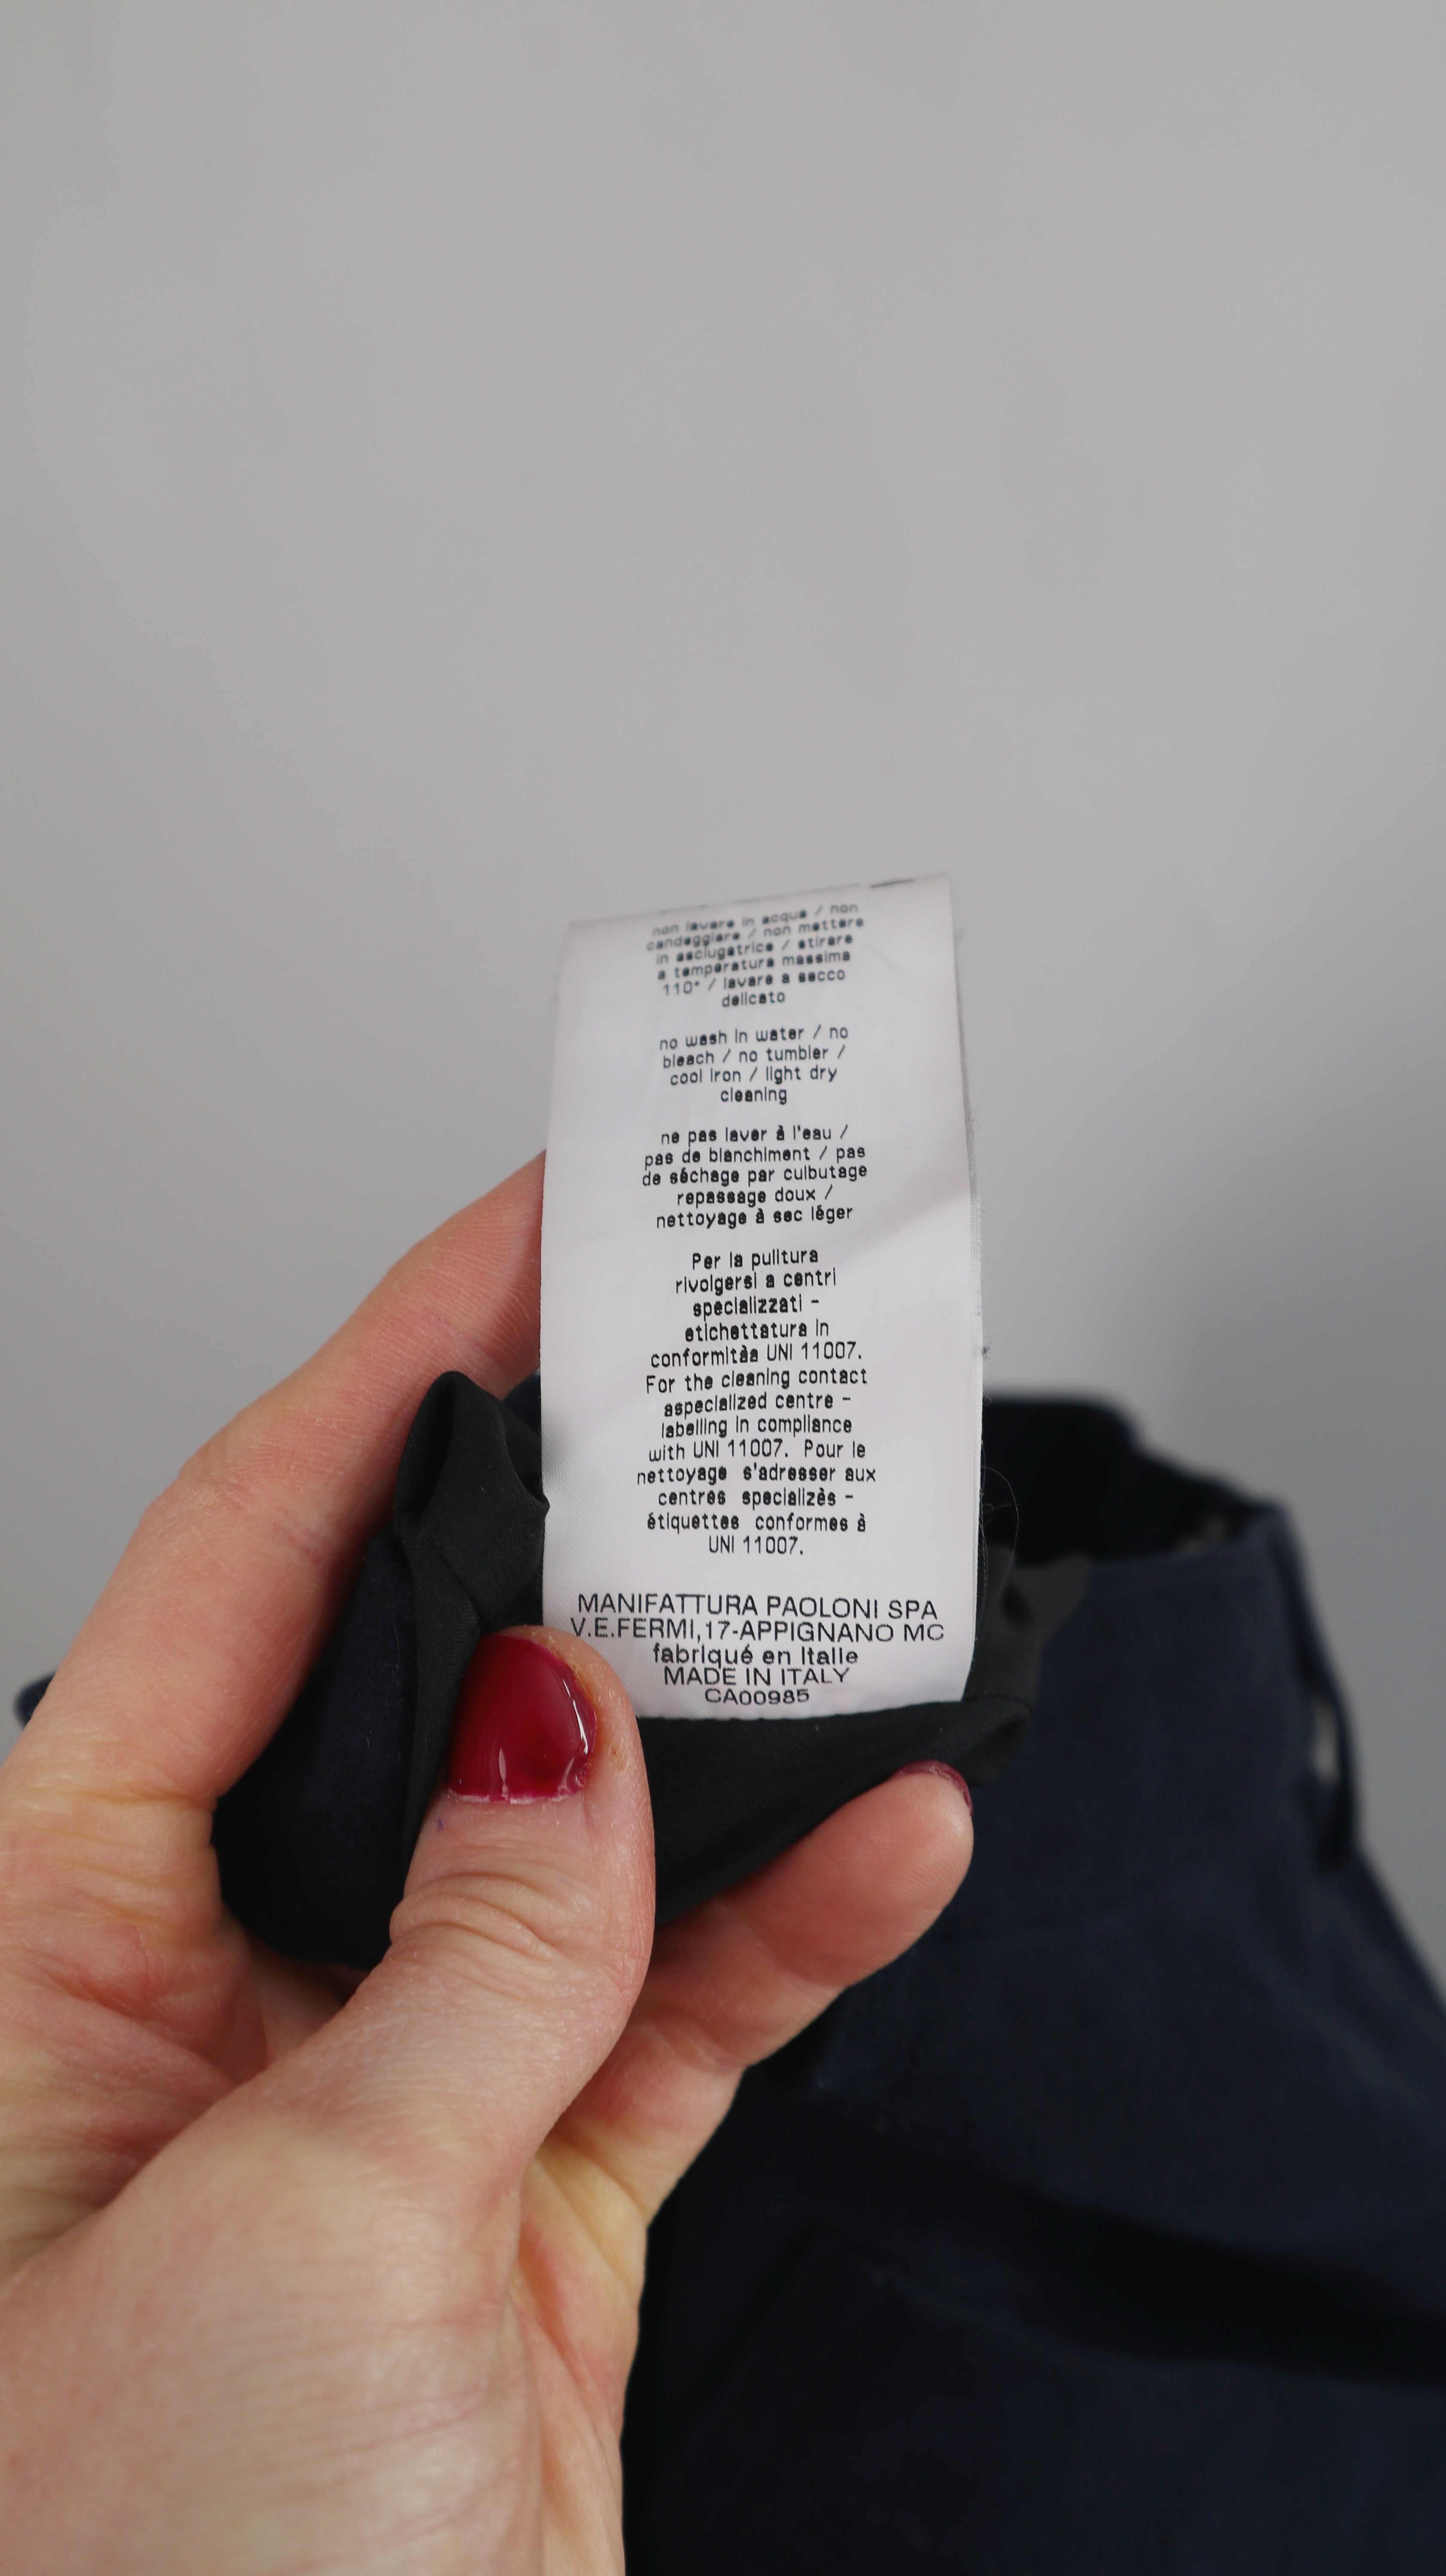 non lavare in acqua / non
candeggiare / non mettere
in asciugatrice / stirare
a temperatura massima
110° / lavare a secco
delicato
no wash in water / no
bleach / no tumbler /
cool iron / light dry
cleaning
ne pas laver à l'eau /
pas de blanchiment / pas
de séchage par culbutage
repassage doux /
nettoyage à sec léger
Per la pulitura
rivolgersi a centri
specializzati -
etichettatura in
conformitàa UNI 11007.
For the cleaning contact
aspecialized centre -
labelling in compliance
with UNI 11007. Pour le
nettoyage s'adresser aux
centres specializès -
étiquettes conformes à
UNI 11007.
MANIFATTURA PAOLONI SPA
V.E.FERMI,17-APPIGNANO MC
fabriqué en Italie
MADE IN ITALY
CA00985